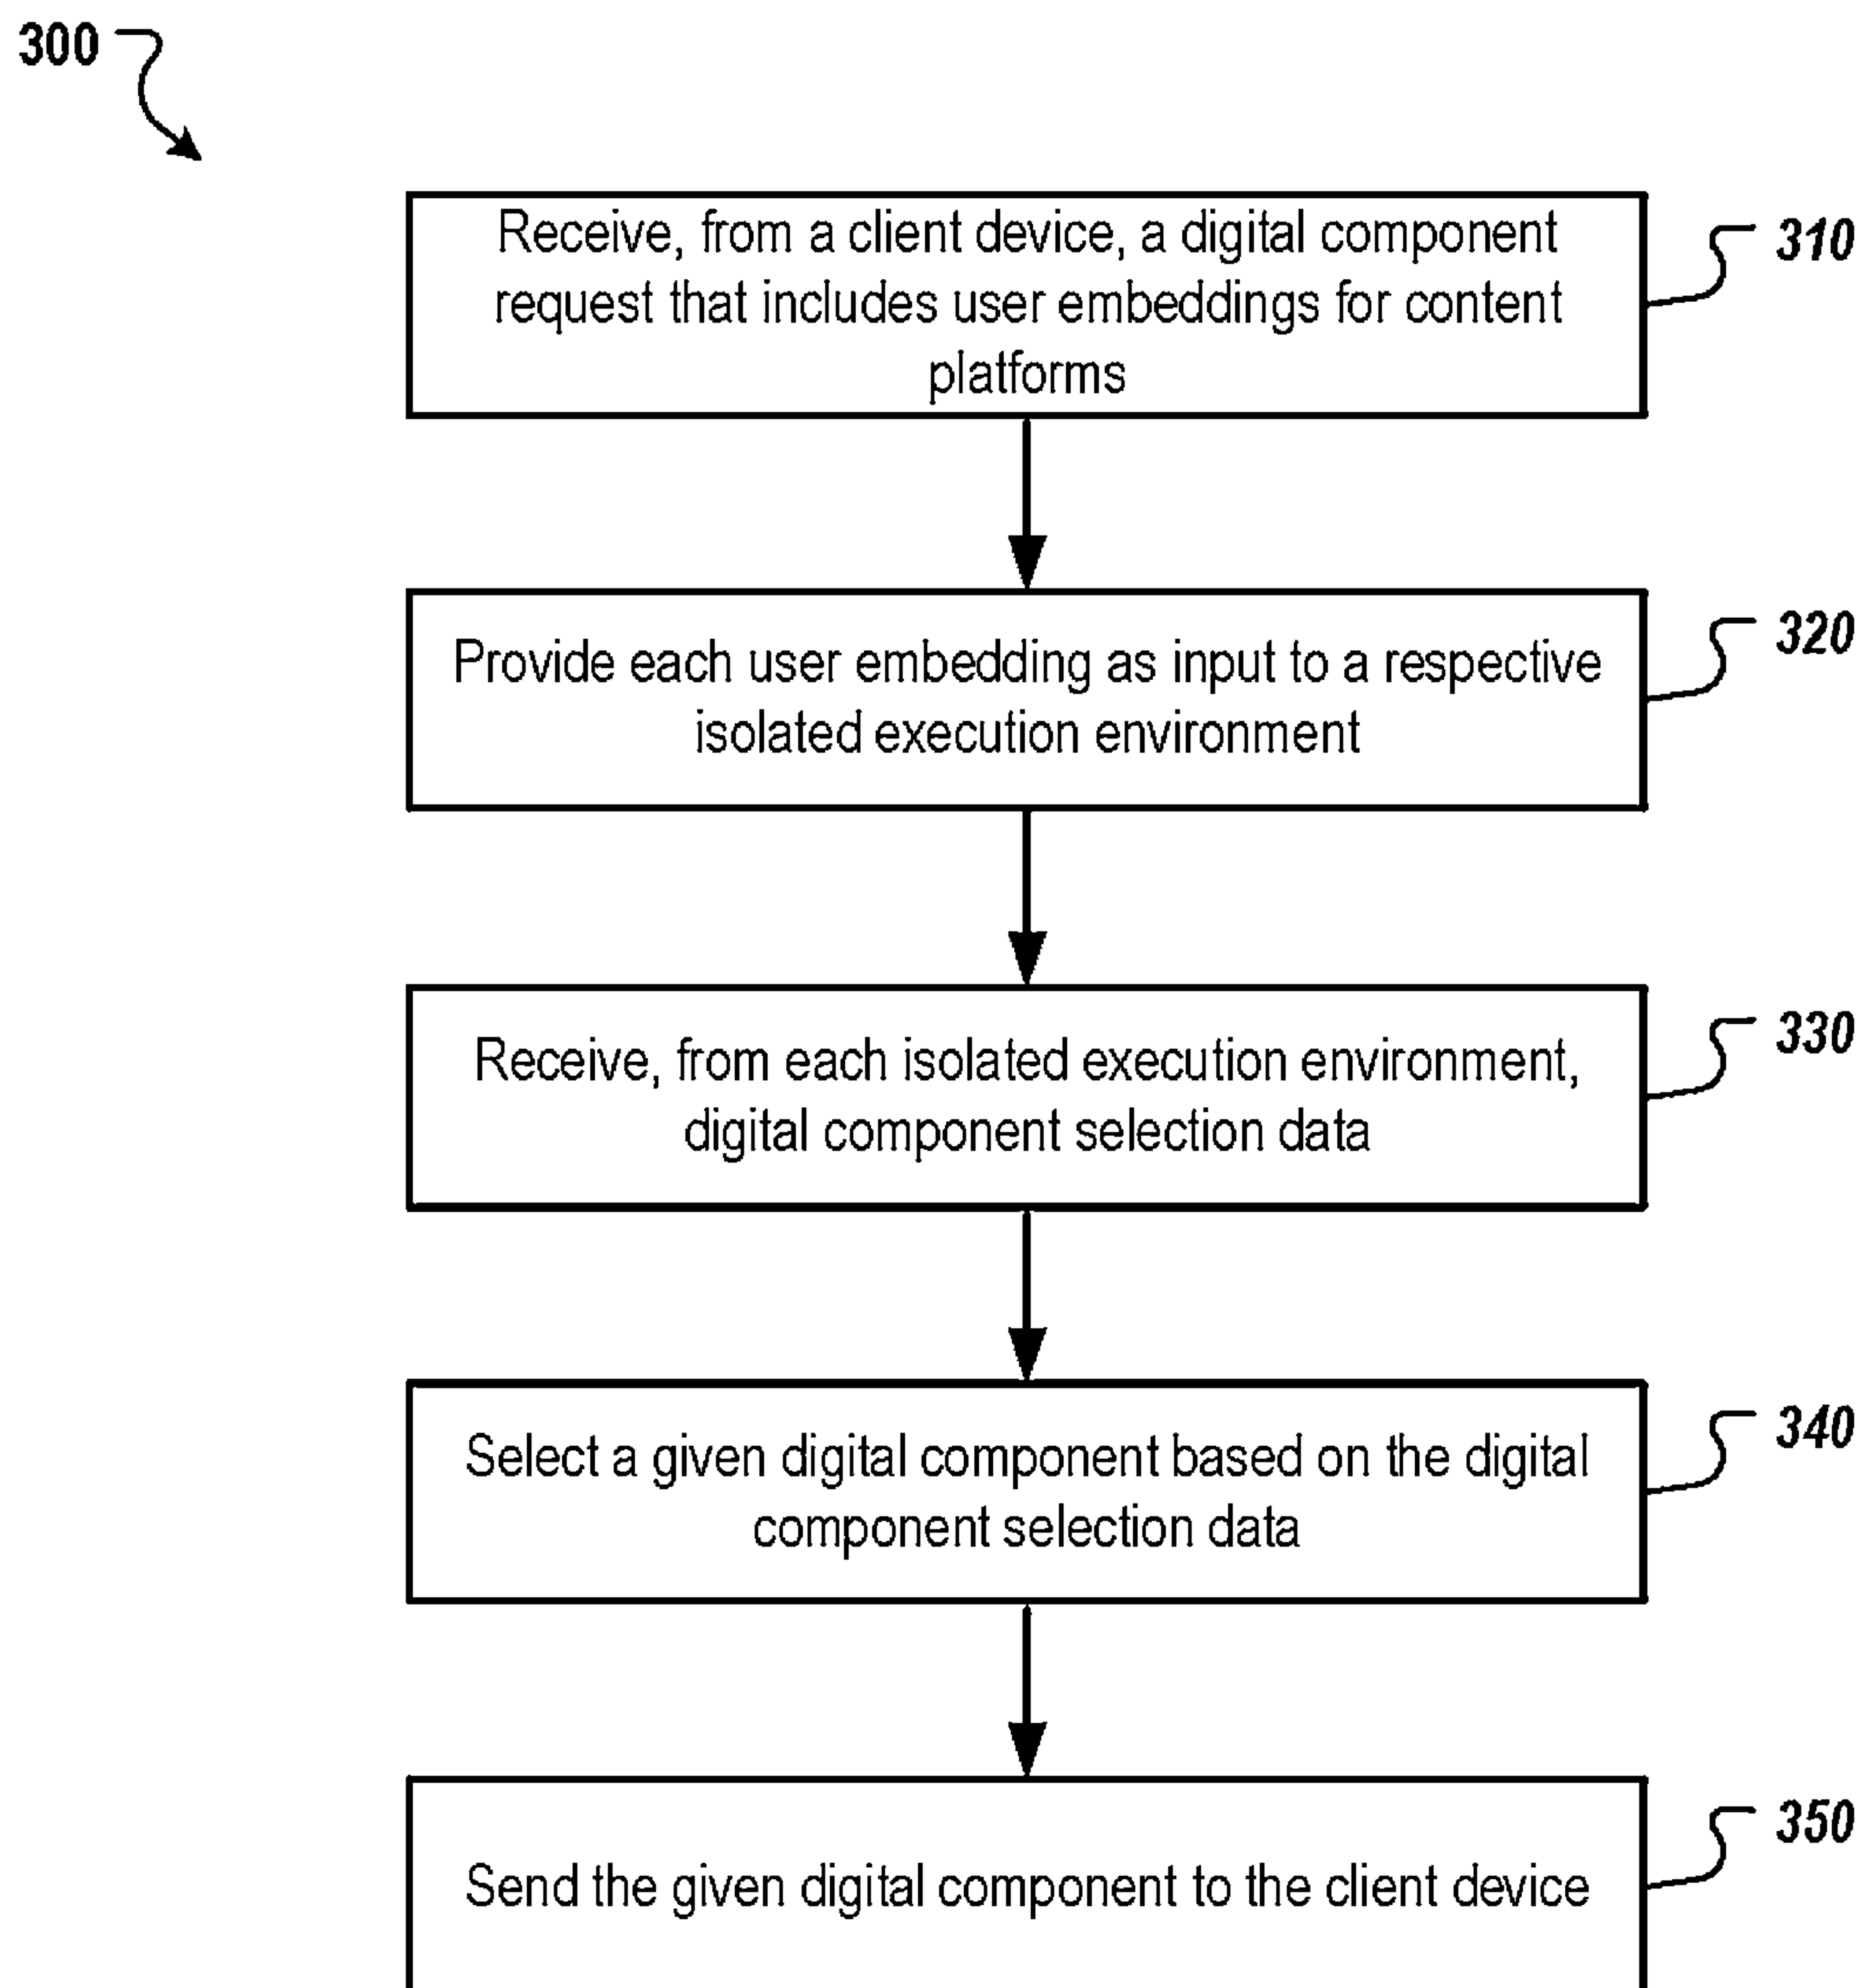 300
Receive, from a client device, a digital component
request that includes user embeddings for content
platforms
310
Provide each user embedding as input to a respective
isolated execution environment
320
Receive, from each isolated execution environment,
digital component selection data
330
Select a given digital component based on the digital
component selection data
340
Send the given digital component to the client device
350